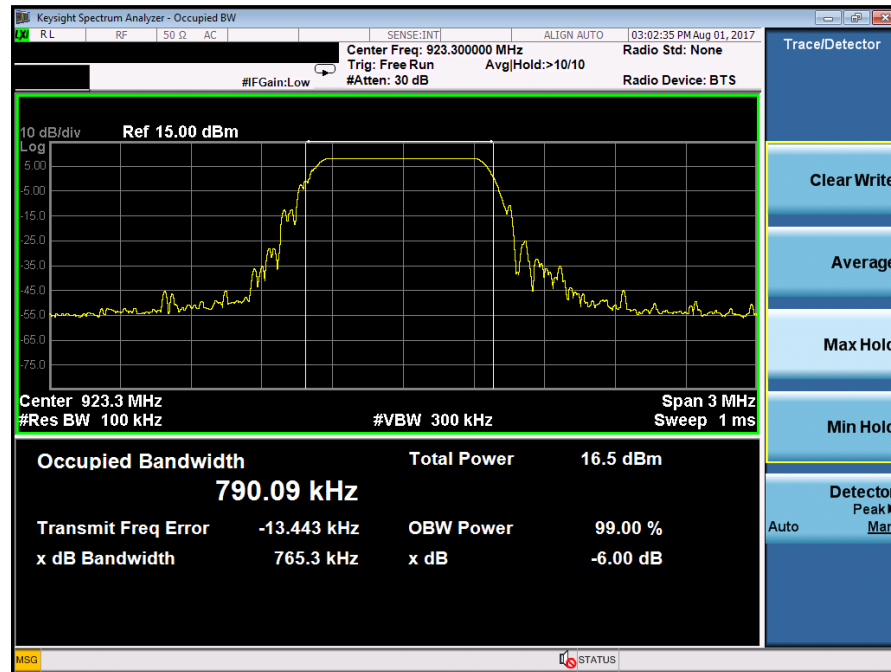 Keysight Spectrum Analyzer - Occupied BW
LXI RL RF 50 Ω AC SENSE:INT ALIGN AUTO 03:02:35 PM Aug 01, 2017
Center Freq: 923.300000 MHz Radio Std: None
Trig: Free Run Avg|Hold:>10/10
#IFGain:Low #Atten: 30 dB Radio Device: BTS
10 dB/div Ref 15.00 dBm
Log
5.00
-5.00
-15.0
-25.0
-35.0
-45.0
-55.0
-65.0
-75.0
Center 923.3 MHz Span 3 MHz
#Res BW 100 kHz #VBW 300 kHz Sweep 1 ms
Occupied Bandwidth Total Power 16.5 dBm
790.09 kHz
Transmit Freq Error -13.443 kHz OBW Power 99.00 %
x dB Bandwidth 765.3 kHz x dB -6.00 dB
MSG STATUS
Trace/Detector
Clear Write
Average
Max Hold
Min Hold
Detector
Peak
Auto Man